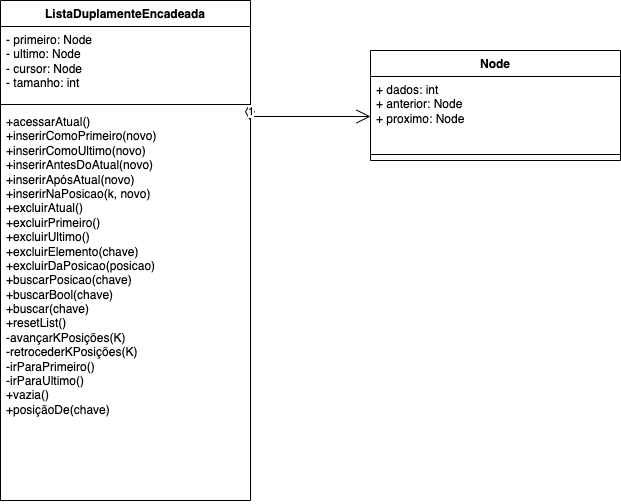 ListaDuplamenteEncadeada
- primeiro: Node
- ultimo: Node
- cursor: Node
- tamanho: int
+acessarAtual()
+inserirComoPrimeiro(novo)
+inserirComoUltimo(novo)
+inserirAntesDoAtual(novo)
+inserirApósAtual(novo)
+inserirNaPosicao(k, novo)
+excluirAtual()
+excluirPrimeiro()
+excluirUltimo()
+excluirElemento(chave)
+excluirDaPosicao(posicao)
+buscarPosicao(chave)
+buscarBool(chave)
+buscar(chave)
+resetList()
-avançarKPosições(K)
-retrocederKPosições(K)
-irParaPrimeiro()
-irParaUltimo()
+vazia()
+posiçãoDe(chave)
1
Node
+ dados: int
+ anterior: Node
+ proximo: Node